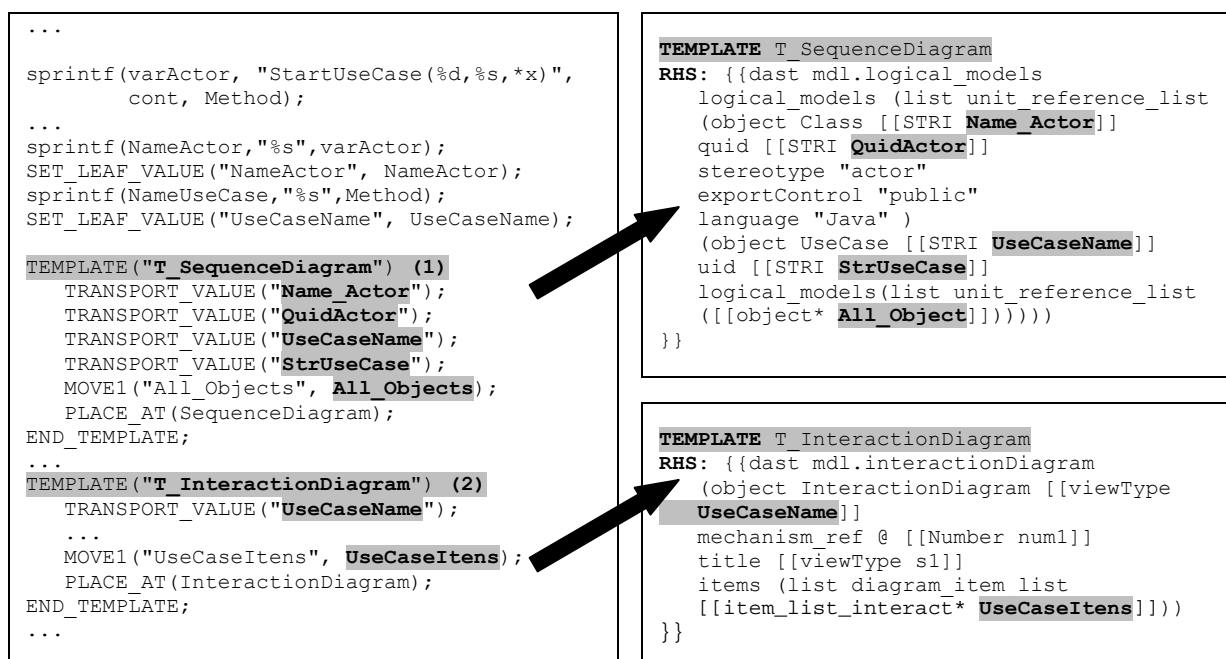 ...
sprintf(varActor, "StartUseCase(%d,%s,*x)",
cont, Method);
...
sprintf(NameActor,"%s",varActor);
SET_LEAF_VALUE("NameActor", NameActor);
sprintf(NameUseCase,"%s",Method);
SET_LEAF_VALUE("UseCaseName", UseCaseName);
TEMPLATE("T_SequenceDiagram") (1)
TRANSPORT_VALUE("Name_Actor");
TRANSPORT_VALUE("QuidActor");
TRANSPORT_VALUE("UseCaseName");
TRANSPORT_VALUE("StrUseCase");
MOVE1("All_Objects", All_Objects);
PLACE_AT(SequenceDiagram);
END_TEMPLATE;
...
TEMPLATE("T_InteractionDiagram") (2)
TRANSPORT_VALUE("UseCaseName");
...
MOVE1("UseCaseItens", UseCaseItens);
PLACE_AT(InteractionDiagram);
END_TEMPLATE;
...
TEMPLATE T_SequenceDiagram
RHS: {{dast mdl.logical_models
logical_models (list unit_reference_list
(object Class [[STRI Name_Actor]]
quid [[STRI QuidActor]]
stereotype "actor"
exportControl "public"
language "Java" )
(object UseCase [[STRI UseCaseName]]
uid [[STRI StrUseCase]]
logical_models(list unit_reference_list
([[object* All_Object]])))))
}}
TEMPLATE T_InteractionDiagram
RHS: {{dast mdl.interactionDiagram
(object InteractionDiagram [[viewType
UseCaseName]]
mechanism_ref @ [[Number num1]]
title [[viewType s1]]
items (list diagram_item_list
[[item_list_interact* UseCaseItens]]))
}}